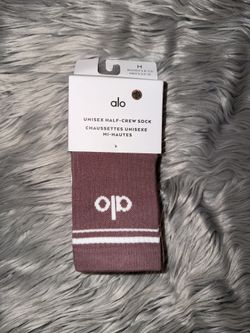 M
alo
UNISEX HALF-CREW SOCK
CHAUSSETTES UNISEXE
MI-HAUTES
alo